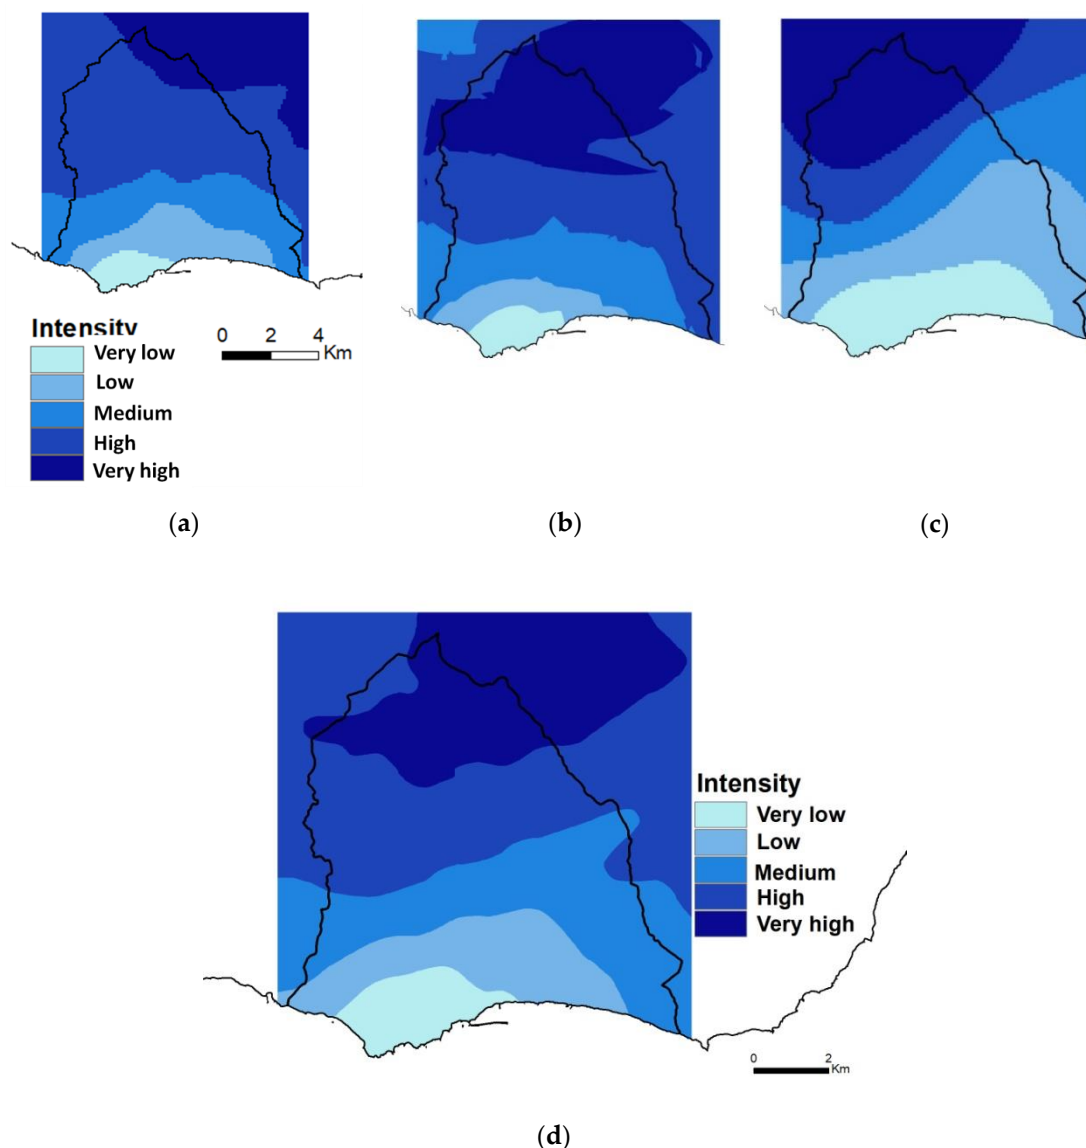 Intensity
Very low
Low
Medium
High
Very high
0 2 4
Km
(a)
(b)
(c)
Intensity
Very low
Low
Medium
High
Very high
0 2
Km
(d)